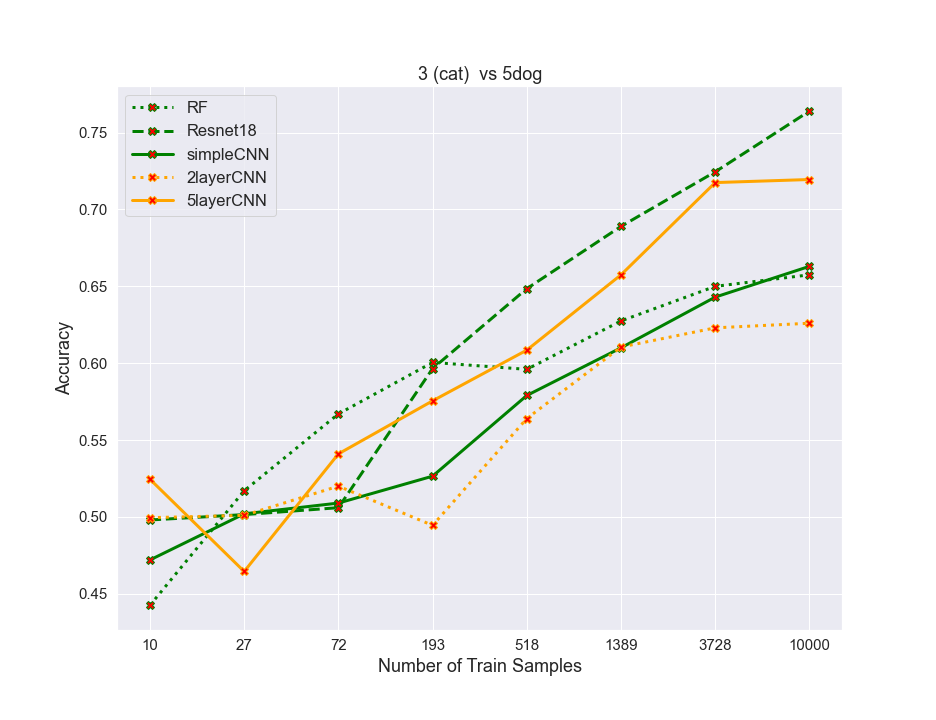 3 (cat)  vs 5dog
RF
Resnet18
simpleCNN
2layerCNN
5layerCNN
Accuracy
0.75
0.70
0.65
0.60
0.55
0.50
0.45
10 27 72 193 518 1389 3728 10000
Number of Train Samples